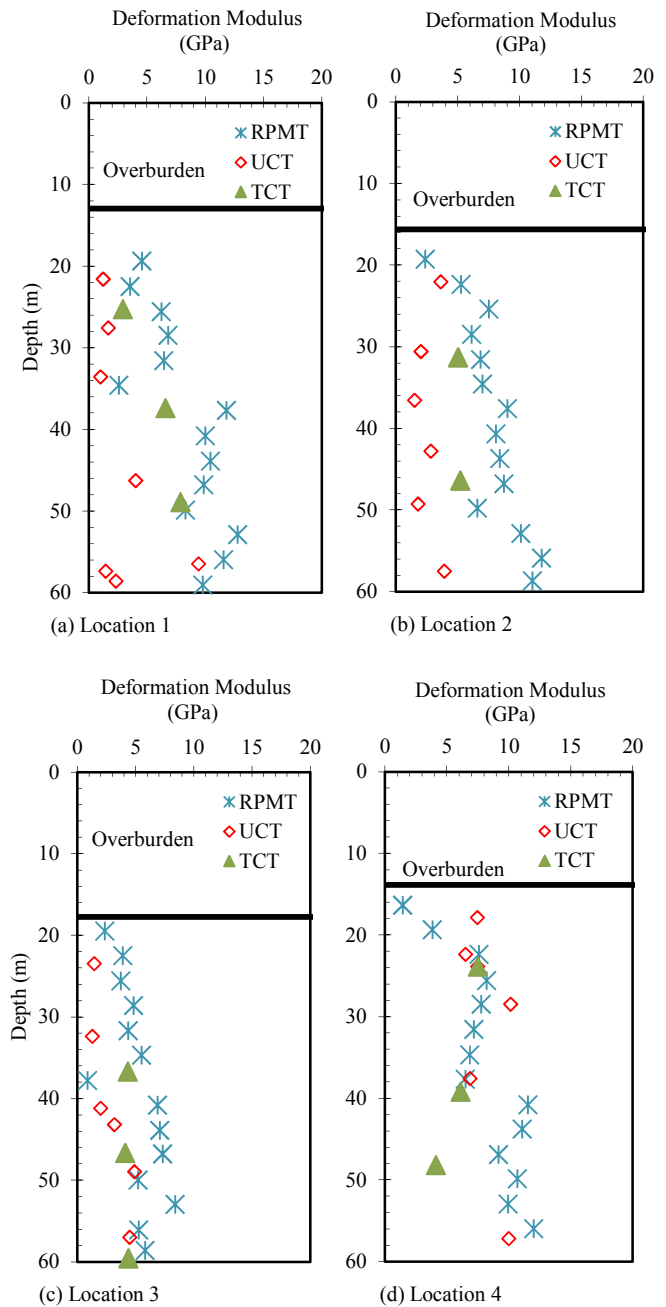 Deformation Modulus
(GPa)
0 5 10 15 20
0
10
20
30
40
50
60
Depth (m)
RPMT
UCT
TCT
Overburden
(a) Location 1
Deformation Modulus
(GPa)
0 5 10 15 20
0
10
20
30
40
50
60
RPMT
UCT
TCT
Overburden
(b) Location 2
Deformation Modulus
(GPa)
0 5 10 15 20
0
10
20
30
40
50
60
Depth (m)
RPMT
UCT
TCT
Overburden
(c) Location 3
Deformation Modulus
(GPa)
0 5 10 15 20
0
10
20
30
40
50
60
RPMT
UCT
TCT
Overburden
(d) Location 4